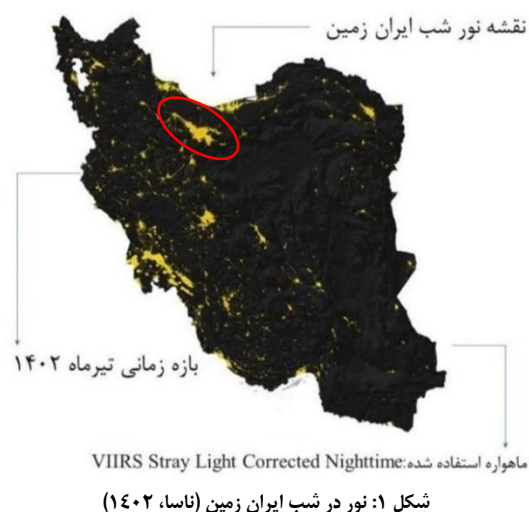 نقشه نور شب ایران زمین
بازه زمانی تیرماه ۱۴۰۲
ماهواره استفاده شده:VIIRS Stray Light Corrected Nighttime
شکل ۱: نور در شب ایران زمین (ناسا، ۱٤۰۲)